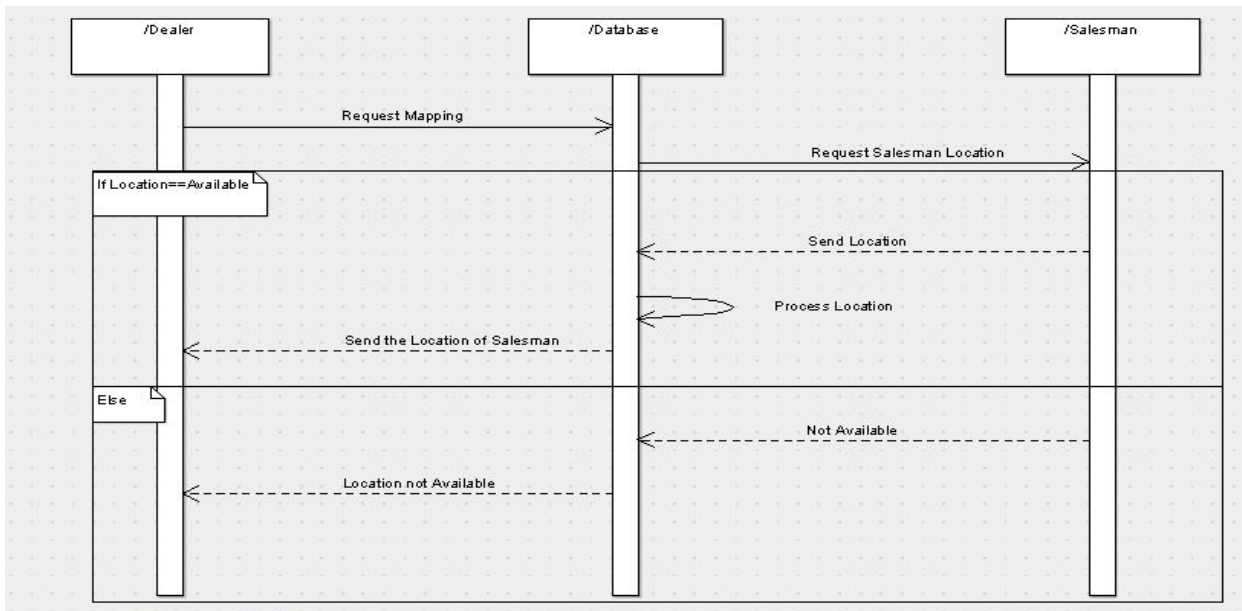 /Dealer
/Database
/Salesman
Request Mapping
Request Salesman Location
If Location==Available
Send Location
Process Location
Send the Location of Salesman
Else
Not Available
Location not Available